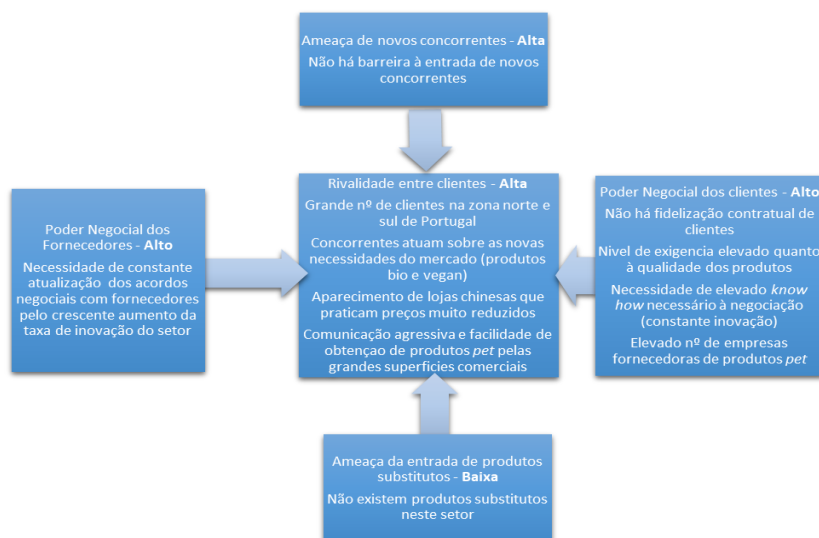 Ameaça de novos concorrentes - Alta
Não há barreira à entrada de novos
concorrentes
Poder Negocial dos
Fornecedores - Alto
Necessidade de constante
atualização dos acordos
negociais com fornecedores
pelo crescente aumento da
taxa de inovação do setor
Rivalidade entre clientes - Alta
Grande nº de clientes na zona norte e
sul de Portugal
Concorrentes atuam sobre as novas
necessidades do mercado (produtos
bio e vegan)
Aparecimento de lojas chinesas que
praticam preços muito reduzidos
Comunicação agressiva e facilidade de
obtençao de produtos pet pelas
grandes superficies comerciais
Poder Negocial dos clientes - Alto
Não há fidelização contratual de
clientes
Nivel de exigencia elevado quanto
à qualidade dos produtos
Necessidade de elevado know
how necessário à negociação
(constante inovação)
Elevado nº de empresas
fornecedoras de produtos pet
Ameaça da entrada de produtos
substitutos - Baixa
Não existem produtos substitutos
neste setor